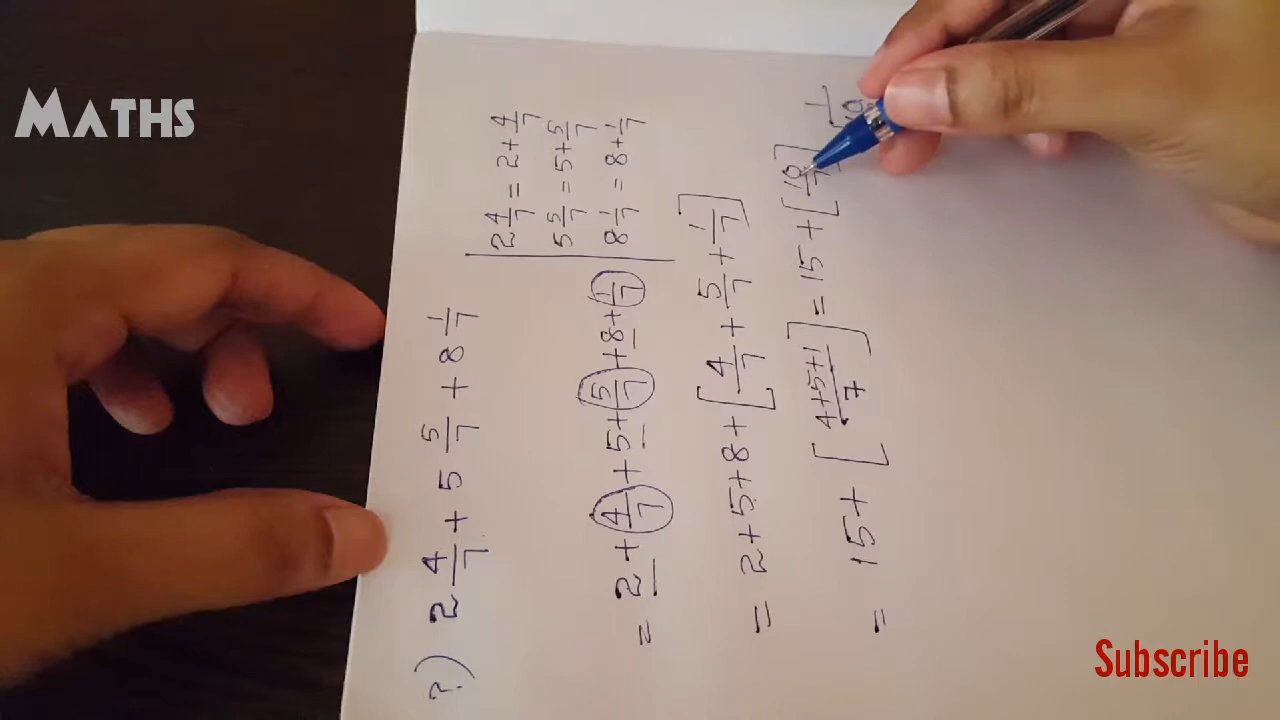 MATHS
?) 2 4/7 + 5 5/7 + 8 1/7
2 4/7 = 2 + 4/7
5 5/7 = 5 + 5/7
8 1/7 = 8 + 1/7
= 2 + 4/7 + 5 + 5/7 + 8 + 1/7
= 2 + 5 + 8 + [4/7 + 5/7 + 1/7]
= 15 + [4+5+1/7] = 15 + [10/7]
Subscribe